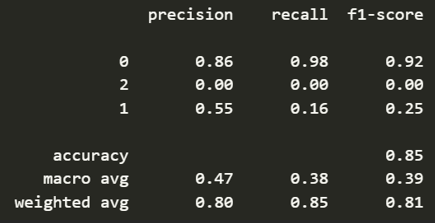 precision recall f1-score
0 0.86 0.98 0.92
2 0.00 0.00 0.00
1 0.55 0.16 0.25
accuracy 0.85
macro avg 0.47 0.38 0.39
weighted avg 0.80 0.85 0.81